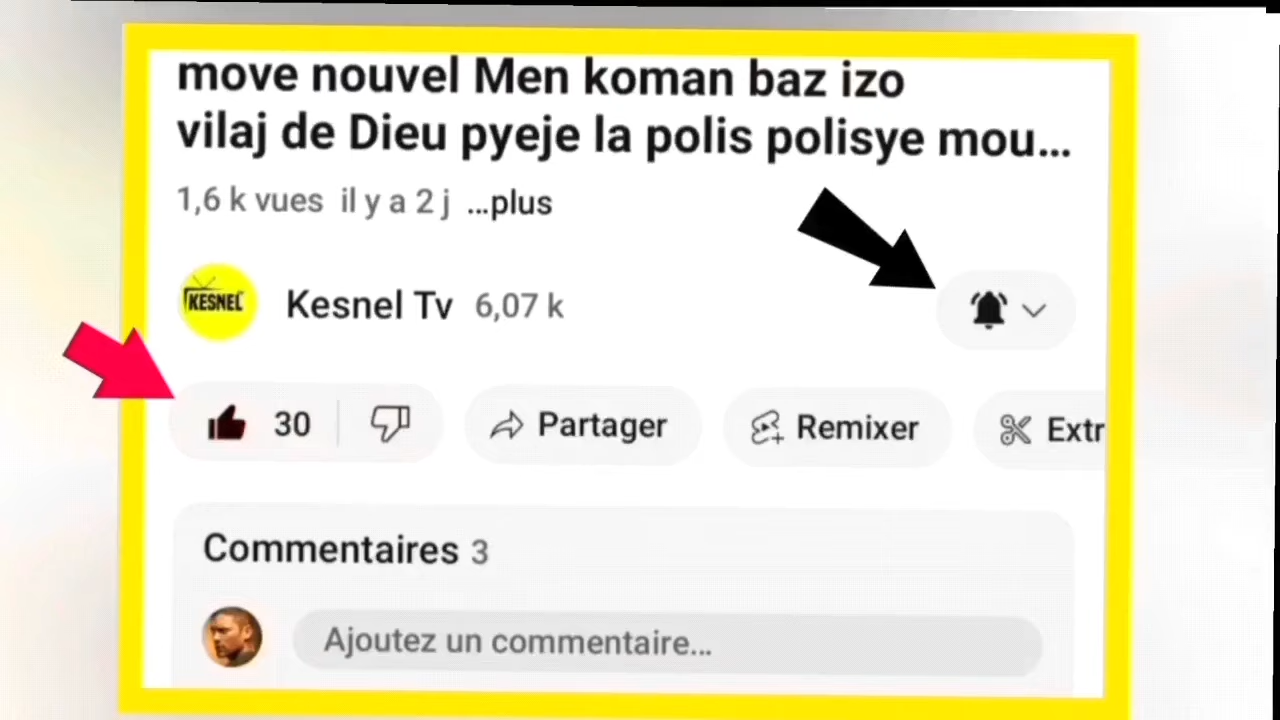 move nouvel Men koman baz izo
vilaj de Dieu pyeje la polis polisye mou...
1,6 k vues il y a 2 j ...plus
KESNEL
Kesnel Tv 6,07 k
30 Partager Remixer Extr
Commentaires 3
Ajoutez un commentaire...